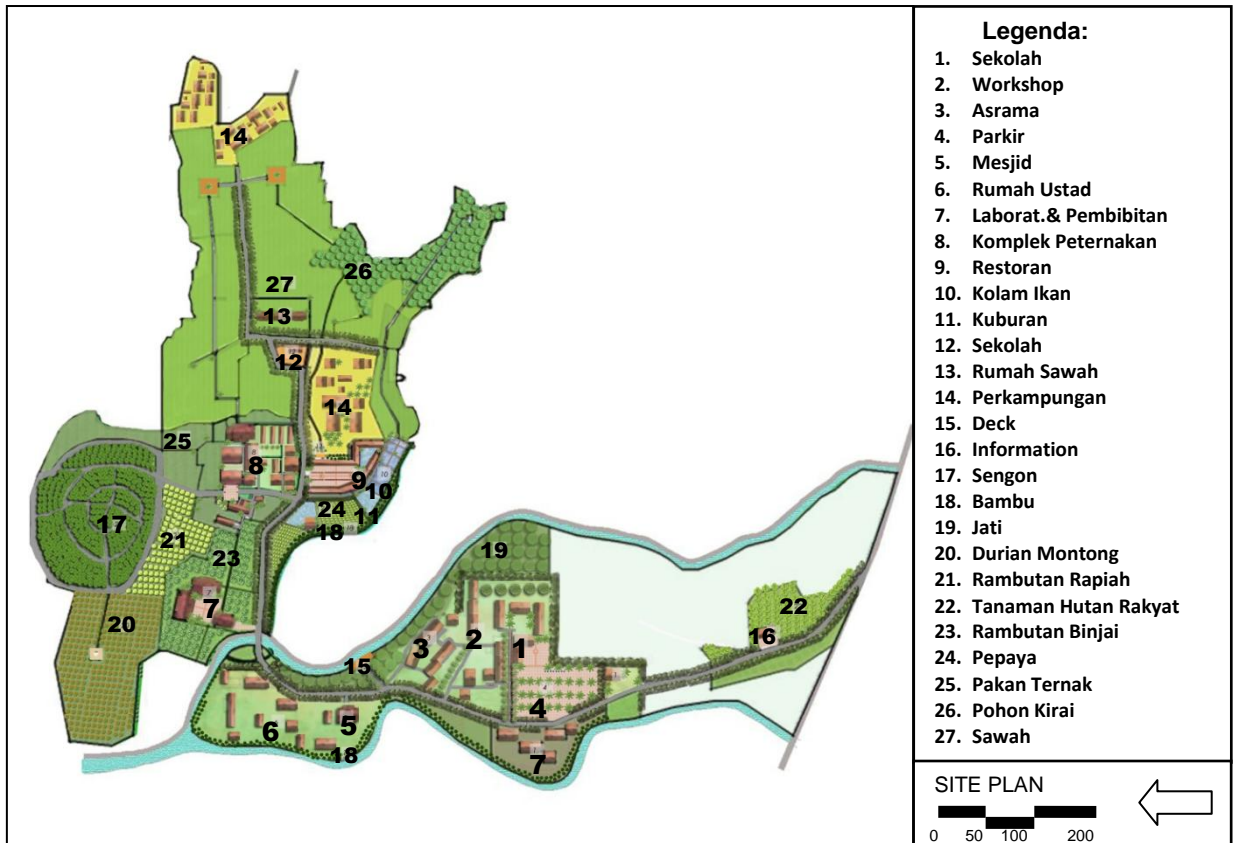 14
27
26
13
12
14
25
8
9
10
10
24
11
17
18
21
19
23
22
7
20
16
15
3
2
1
4
4
5
6
18
7
Legenda:
1. Sekolah
2. Workshop
3. Asrama
4. Parkir
5. Mesjid
6. Rumah Ustad
7. Laborat.& Pembibitan
8. Komplek Peternakan
9. Restoran
10. Kolam Ikan
11. Kuburan
12. Sekolah
13. Rumah Sawah
14. Perkampungan
15. Deck
16. Information
17. Sengon
18. Bambu
19. Jati
20. Durian Montong
21. Rambutan Rapiah
22. Tanaman Hutan Rakyat
23. Rambutan Binjai
24. Pepaya
25. Pakan Ternak
26. Pohon Kirai
27. Sawah
SITE PLAN
0 50 100 200